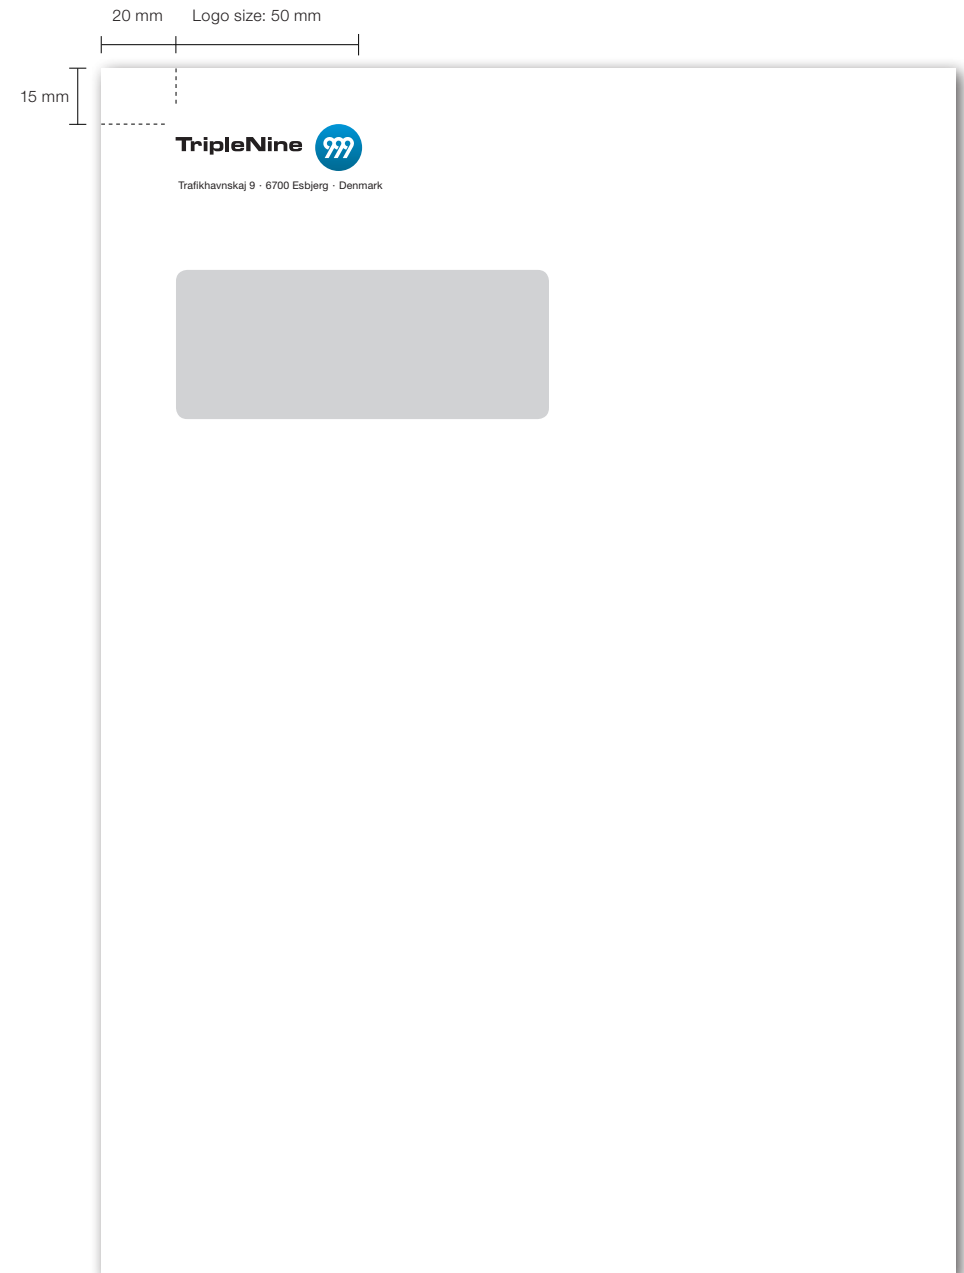 20 mm
Logo size: 50 mm
15 mm
TripleNine 999
Trafikhavnskaj 9 · 6700 Esbjerg · Denmark